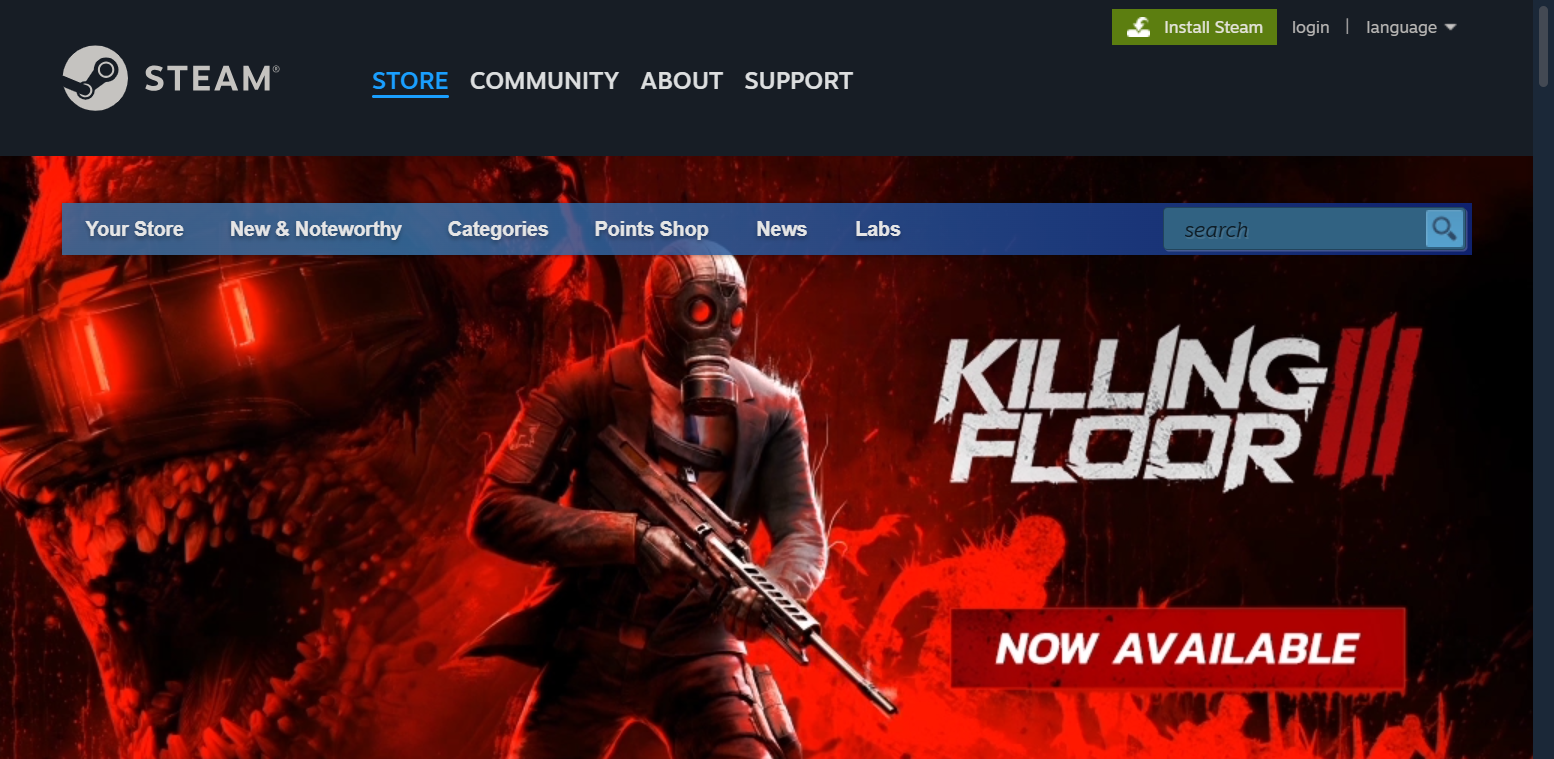 Install Steam login | language
STEAM®
STORE COMMUNITY ABOUT SUPPORT
Your Store New & Noteworthy Categories Points Shop News Labs search
KILLING
FLOOR III
NOW AVAILABLE